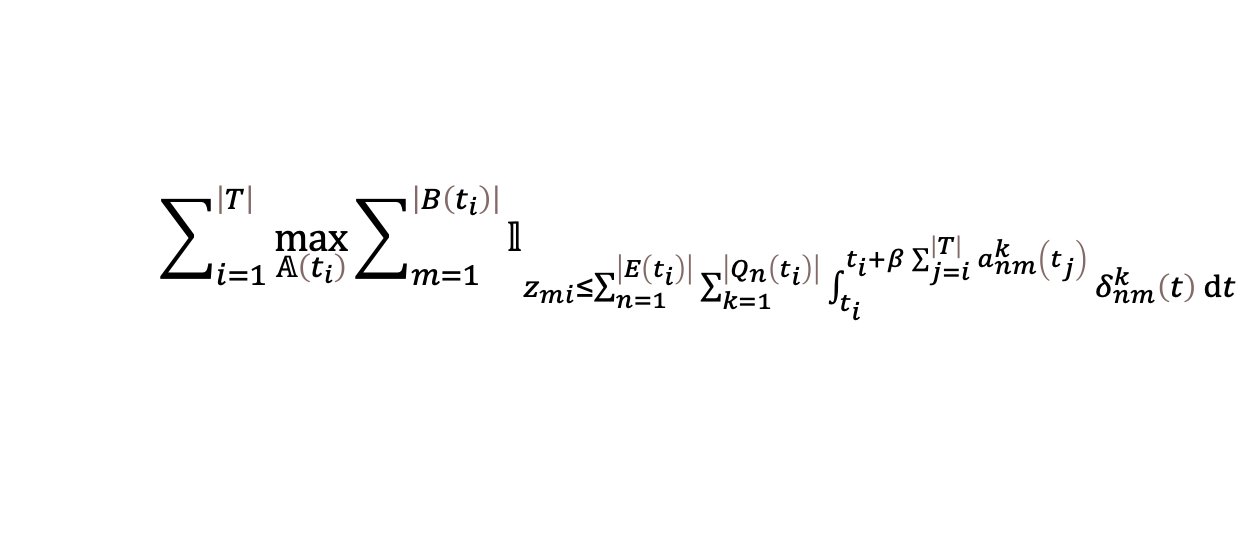 ∑_{i=1}^{|T|} max_{𝔸(t_i)} ∑_{m=1}^{|B(t_i)|} 𝟙_{z_{mi}≤∑_{n=1}^{|E(t_i)|} ∑_{k=1}^{|Q_n(t_i)|} ∫_{t_i}^{t_i+β ∑_{j=i}^{|T|} a_{nm}^k(t_j)} δ_{nm}^k(t) dt}